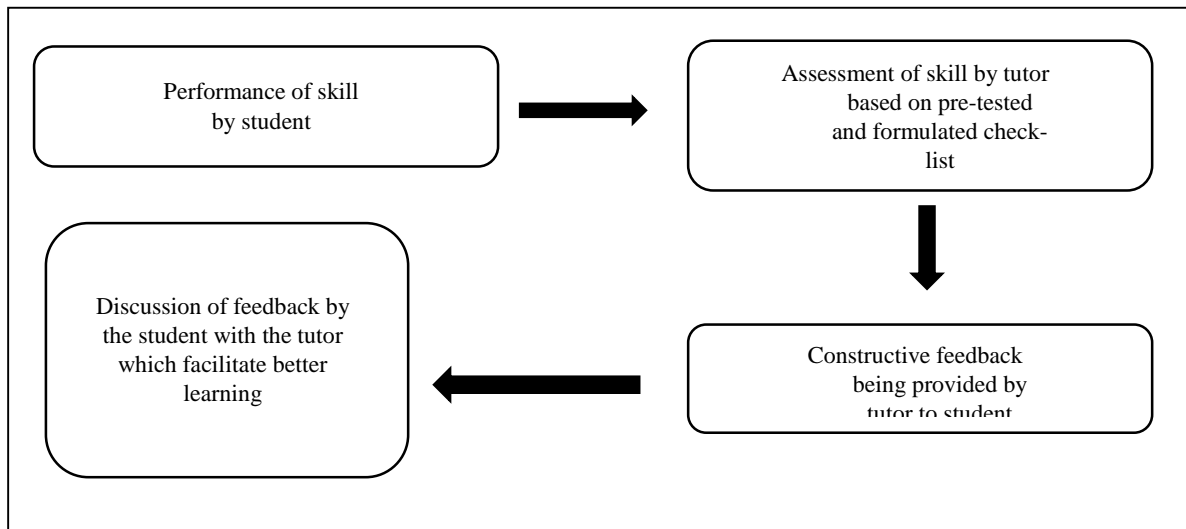 Performance of skill
by student
Assessment of skill by tutor
based on pre-tested
and formulated check-
list
Constructive feedback
being provided by
tutor to student
Discussion of feedback by
the student with the tutor
which facilitate better
learning